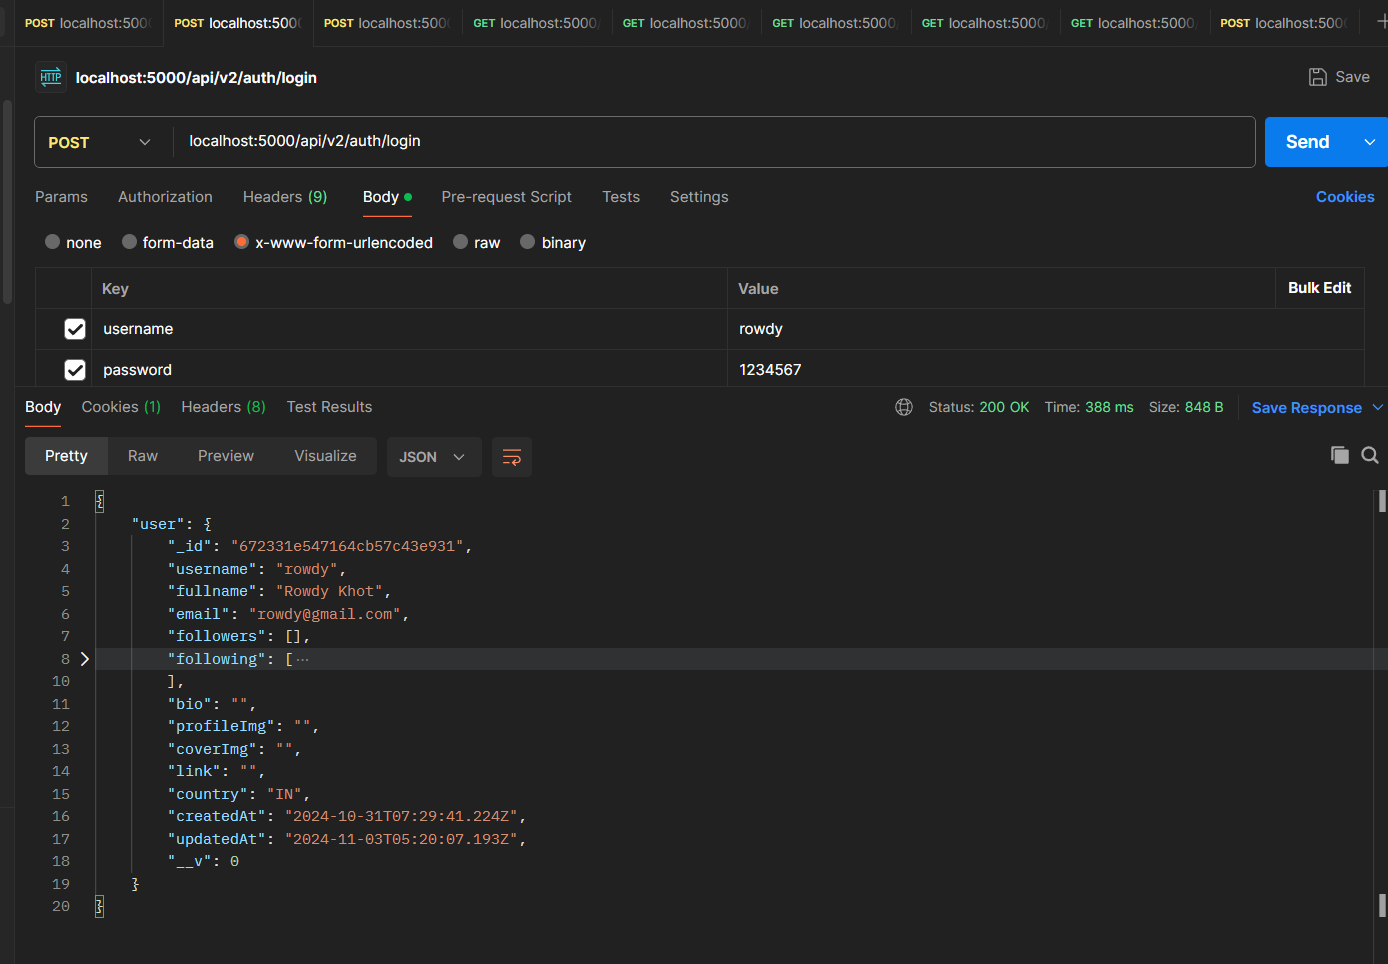 POST localhost:500 POST localhost:500 POST localhost:500 GET localhost:5000/ GET localhost:5000/ GET localhost:5000/ GET localhost:5000/ GET localhost:5000/ POST localhost:500
HTTP localhost:5000/api/v2/auth/login Save
POST localhost:5000/api/v2/auth/login Send
Params Authorization Headers (9) Body Pre-request Script Tests Settings Cookies
none form-data x-www-form-urlencoded raw binary
Key Value Bulk Edit
username rowdy
password 1234567
Body Cookies (1) Headers (8) Test Results Status: 200 OK Time: 388 ms Size: 848 B Save Response
Pretty Raw Preview Visualize JSON
1 {
2 "user": {
3 "_id": "672331e547164cb57c43e931",
4 "username": "rowdy",
5 "fullname": "Rowdy Khot",
6 "email": "rowdy@gmail.com",
7 "followers": [],
8 "following": [ ...
10 ],
11 "bio": "",
12 "profileImg": "",
13 "coverImg": "",
14 "link": "",
15 "country": "IN",
16 "createdAt": "2024-10-31T07:29:41.224Z",
17 "updatedAt": "2024-11-03T05:20:07.193Z",
18 "__v": 0
19 }
20 }